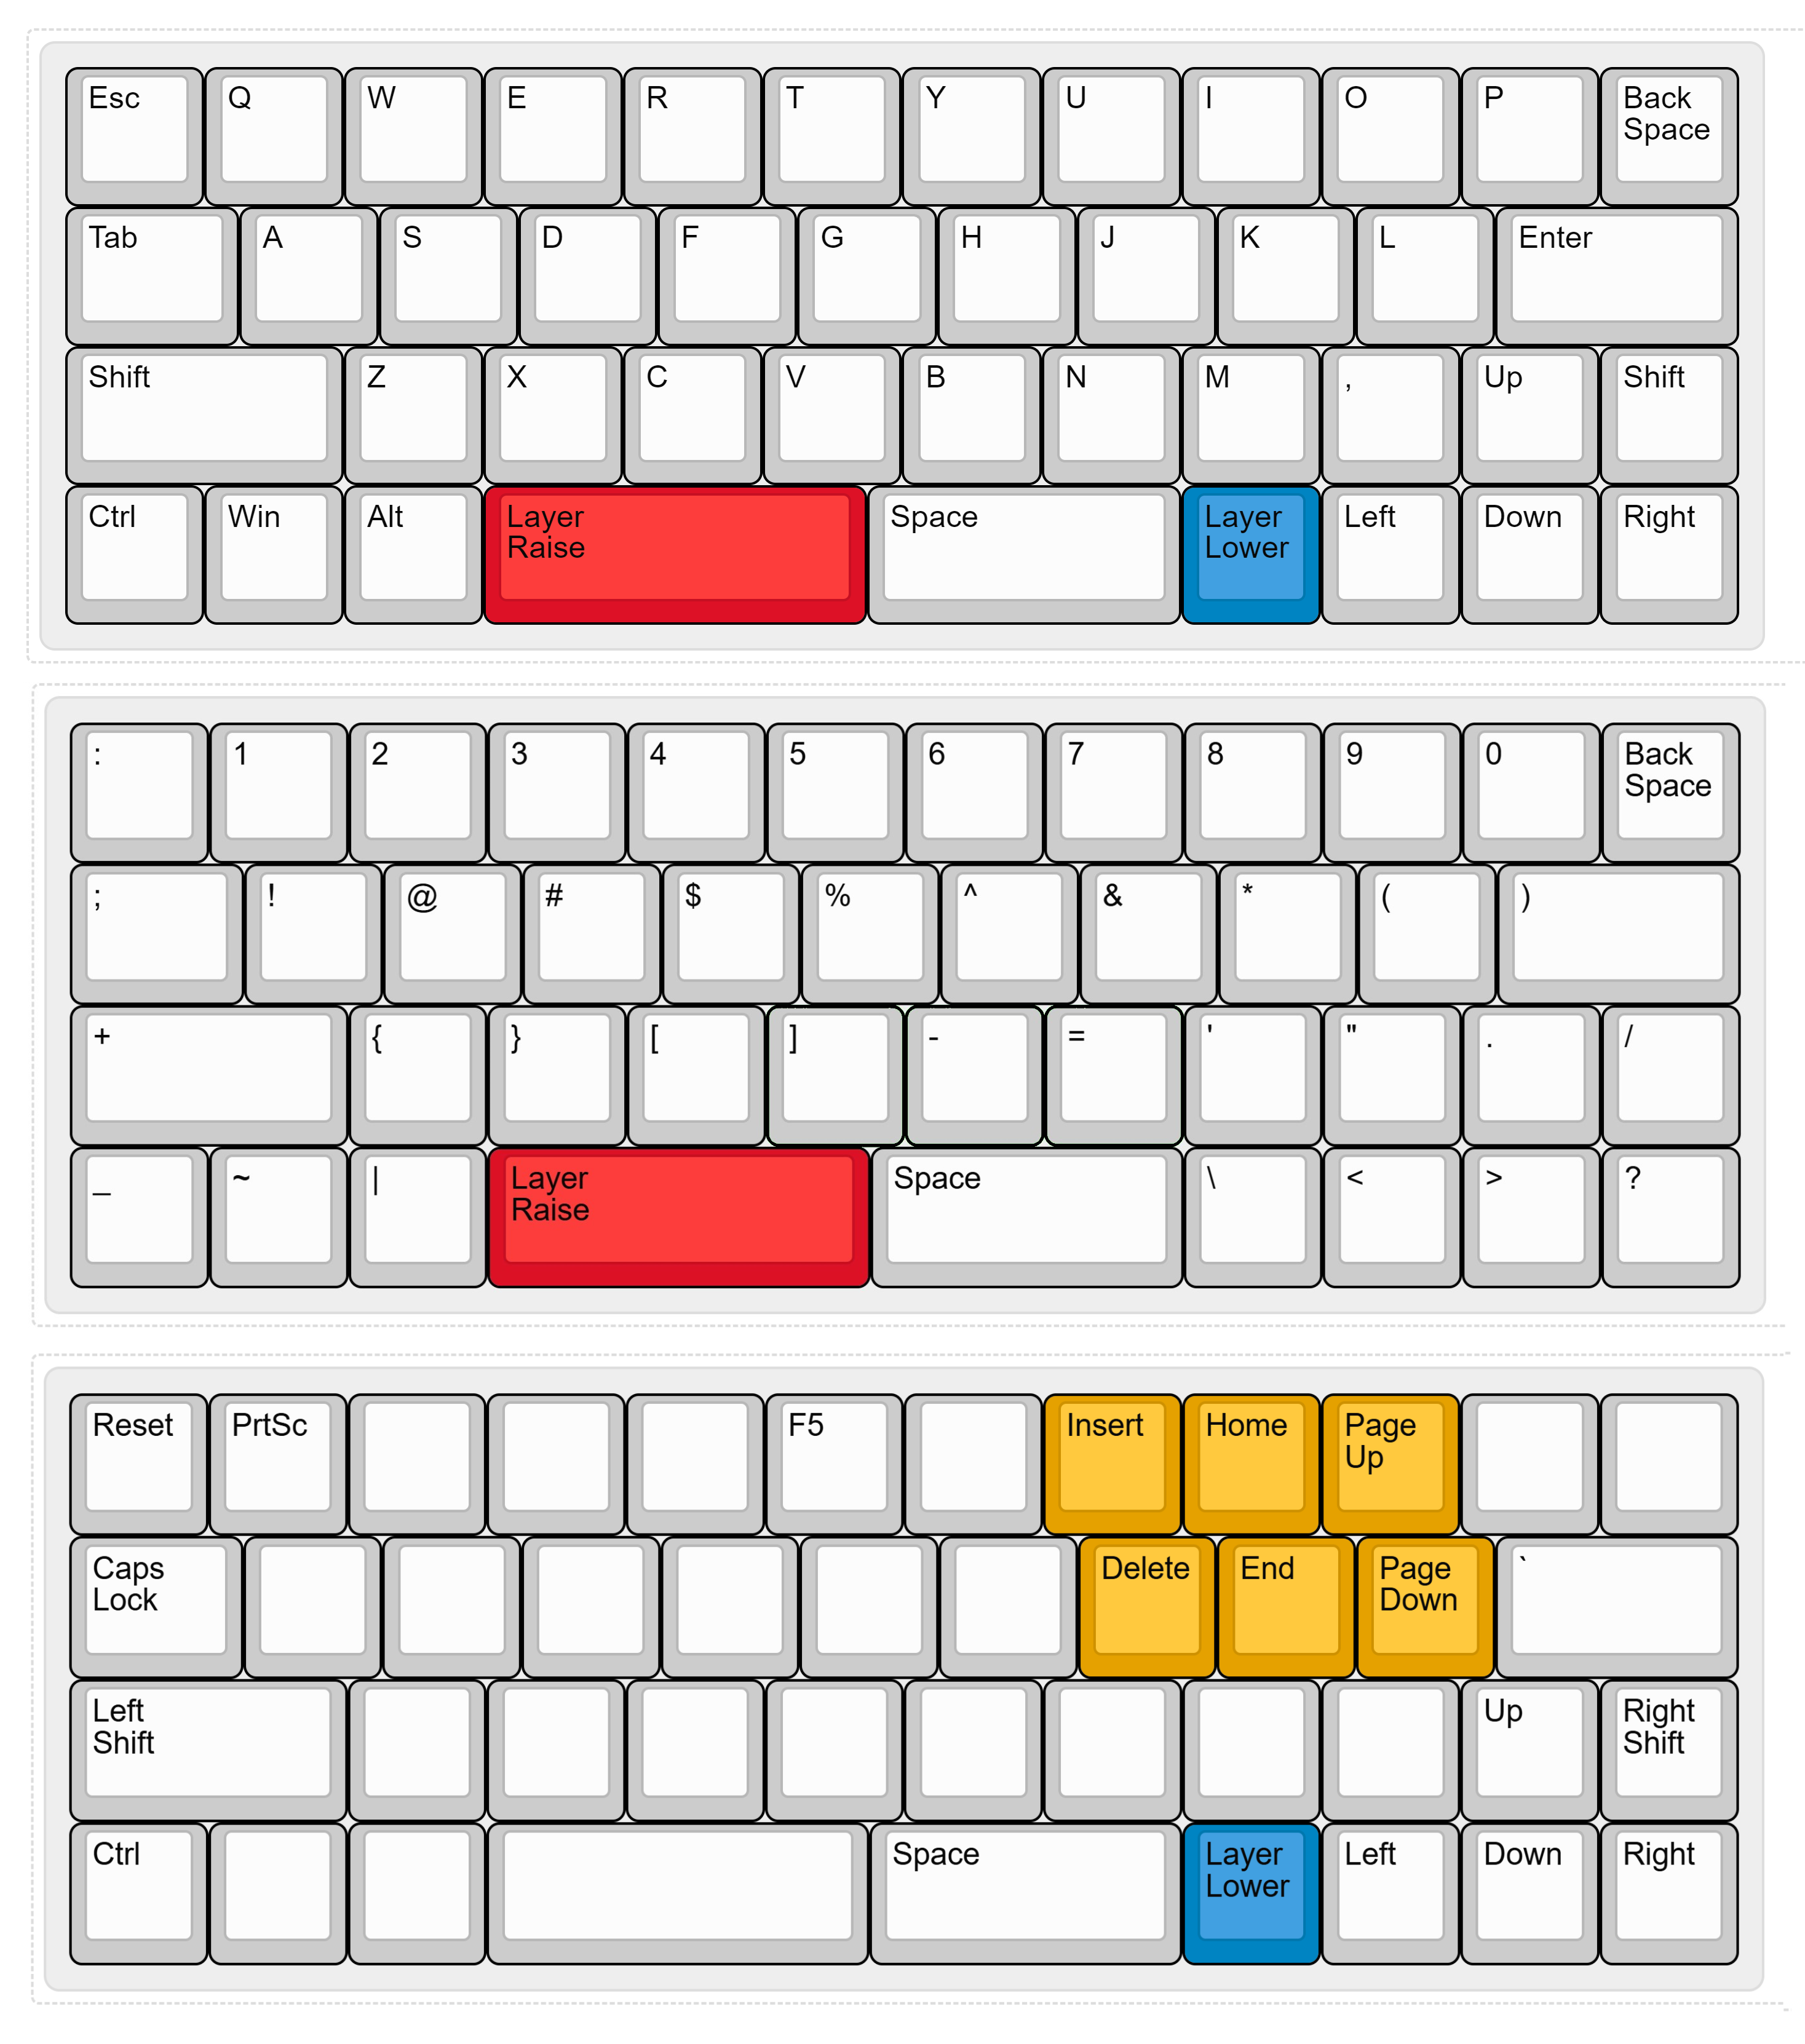 Esc Q W E R T Y U I O P Back
Space
Tab A S D F G H J K L Enter
Shift Z X C V B N M , Up Shift
Ctrl Win Alt Layer Space Layer Left Down Right
Raise Lower
: 1 2 3 4 5 6 7 8 9 0 Back
Space
; ! @ # $ % ^ & * ( )
+ { } [ ] - = ' " . /
_ ~ | Layer Space \ < > ?
Raise
Reset PrtSc F5 Insert Home Page
Up
Caps Delete End Page `
Lock Down
Left Up Right
Shift Shift
Ctrl Space Layer Left Down Right
Lower